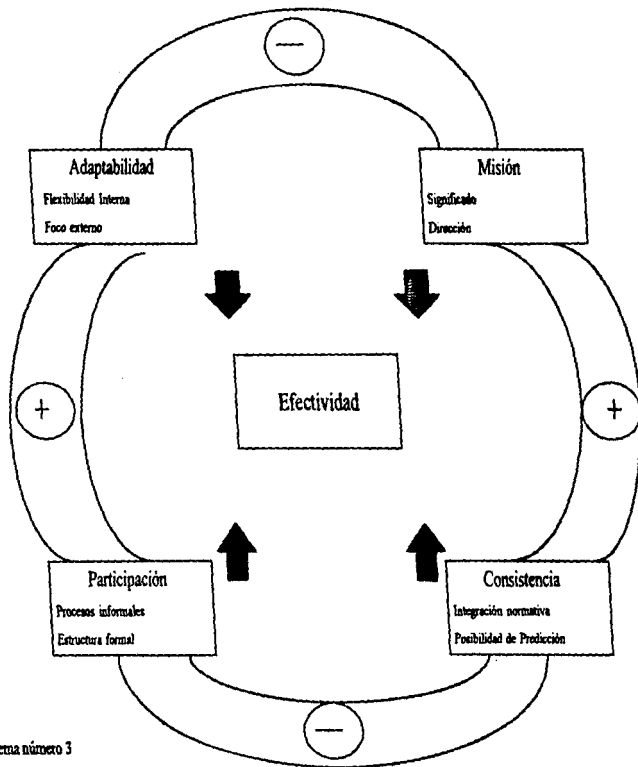 —
Adaptabilidad
Flexibilidad Interna
Foco externo
Misión
Significado
Dirección
+
Efectividad
+
Participación
Procesos informales
Estructura formal
Consistencia
Integración normativa
Posibilidad de Predicción
—
número 3